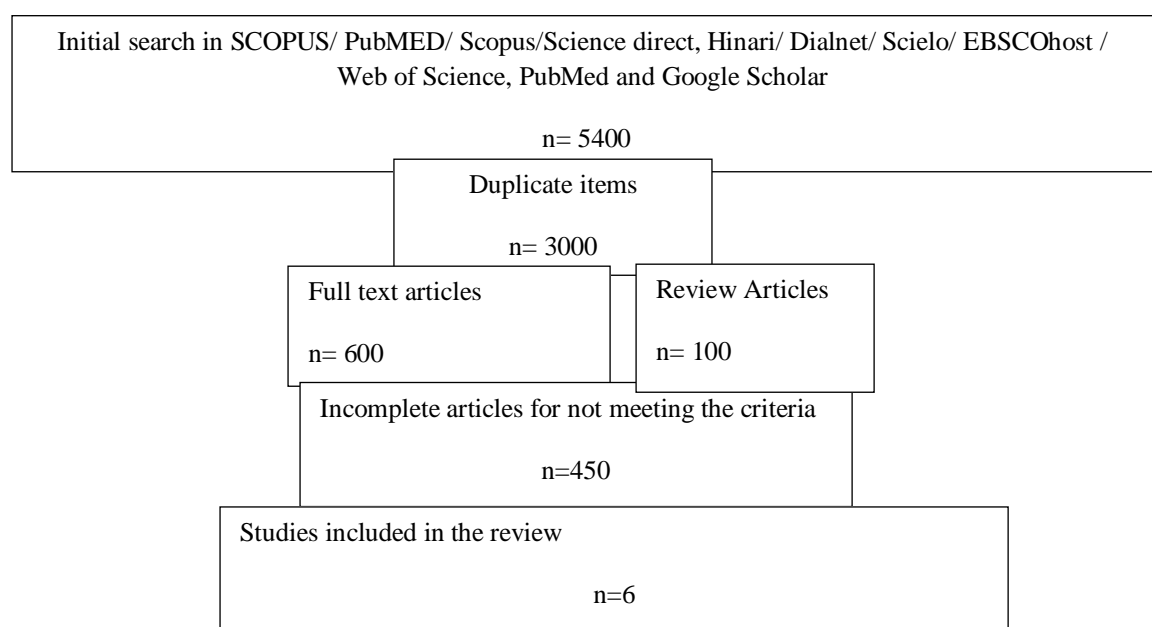 Initial search in SCOPUS/ PubMED/ Scopus/Science direct, Hinari/ Dialnet/ Scielo/ EBSCOhost /
Web of Science, PubMed and Google Scholar
n= 5400
Duplicate items
n= 3000
Full text articles
n= 600
Review Articles
n= 100
Incomplete articles for not meeting the criteria
n=450
Studies included in the review
n=6